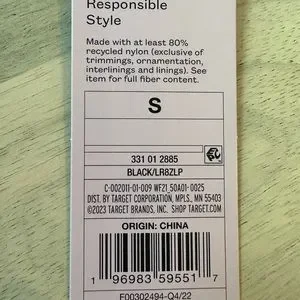 Responsible
Style
Made with at least 80%
recycled nylon (exclusive of
trimmings, ornamentation,
interlinings and linings). See
item for full fiber content.
S
331 01 2885
BLACK/LR8ZLP
C-002011-01-009 WF21_50A01-0025
DIST. BY TARGET CORPORATION, MPLS., MN 55403
©2023 TARGET BRANDS, INC. SHOP TARGET.COM
ORIGIN: CHINA
1 96983 59551 7
E00302494-Q4/22